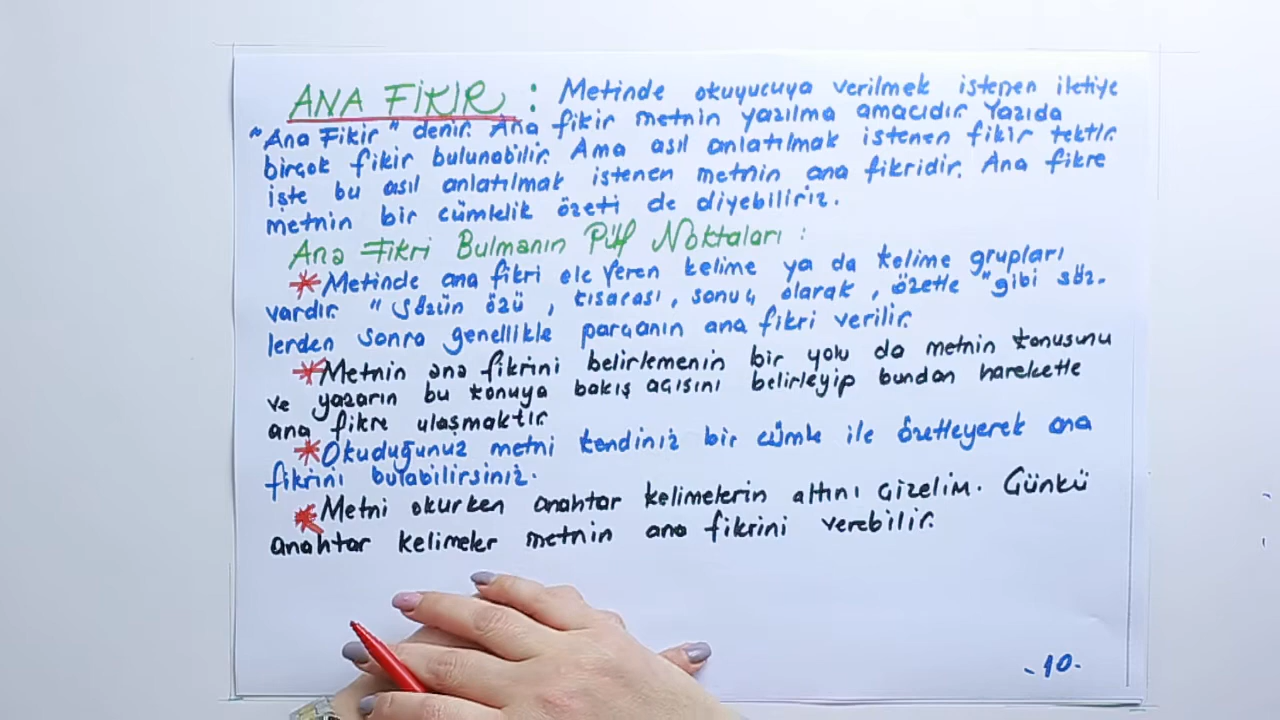 ANA FİKİR : Metinde okuyucuya verilmek istenen iletiye
"Ana Fikir" denir. Ana fikir metnin yazılma amacıdır. Yazıda
birçok fikir bulunabilir. Ama asıl anlatılmak istenen fikir tektir.
İşte bu asıl anlatılmak istenen metnin ana fikridir. Ana fikre
metnin bir cümlelik özeti de diyebiliriz.
Ana Fikri Bulmanın Püf Noktaları :
* Metinde ana fikri ele veren kelime ya da kelime grupları
vardır. "Sözün özü, kısacası, sonuç olarak, özetle" gibi söz-
lerden sonra genellikle parçanın ana fikri verilir.
* Metnin ana fikrini belirlemenin bir yolu da metnin konusunu
ve yazarın bu konuya bakış açısını belirleyip bundan hareketle
ana fikre ulaşmaktır.
* Okuduğunuz metni kendiniz bir cümle ile özetleyerek ana
fikrini bulabilirsiniz.
* Metni okurken anahtar kelimelerin altını çizelim. Çünkü
anahtar kelimeler metnin ana fikrini verebilir.
-10-